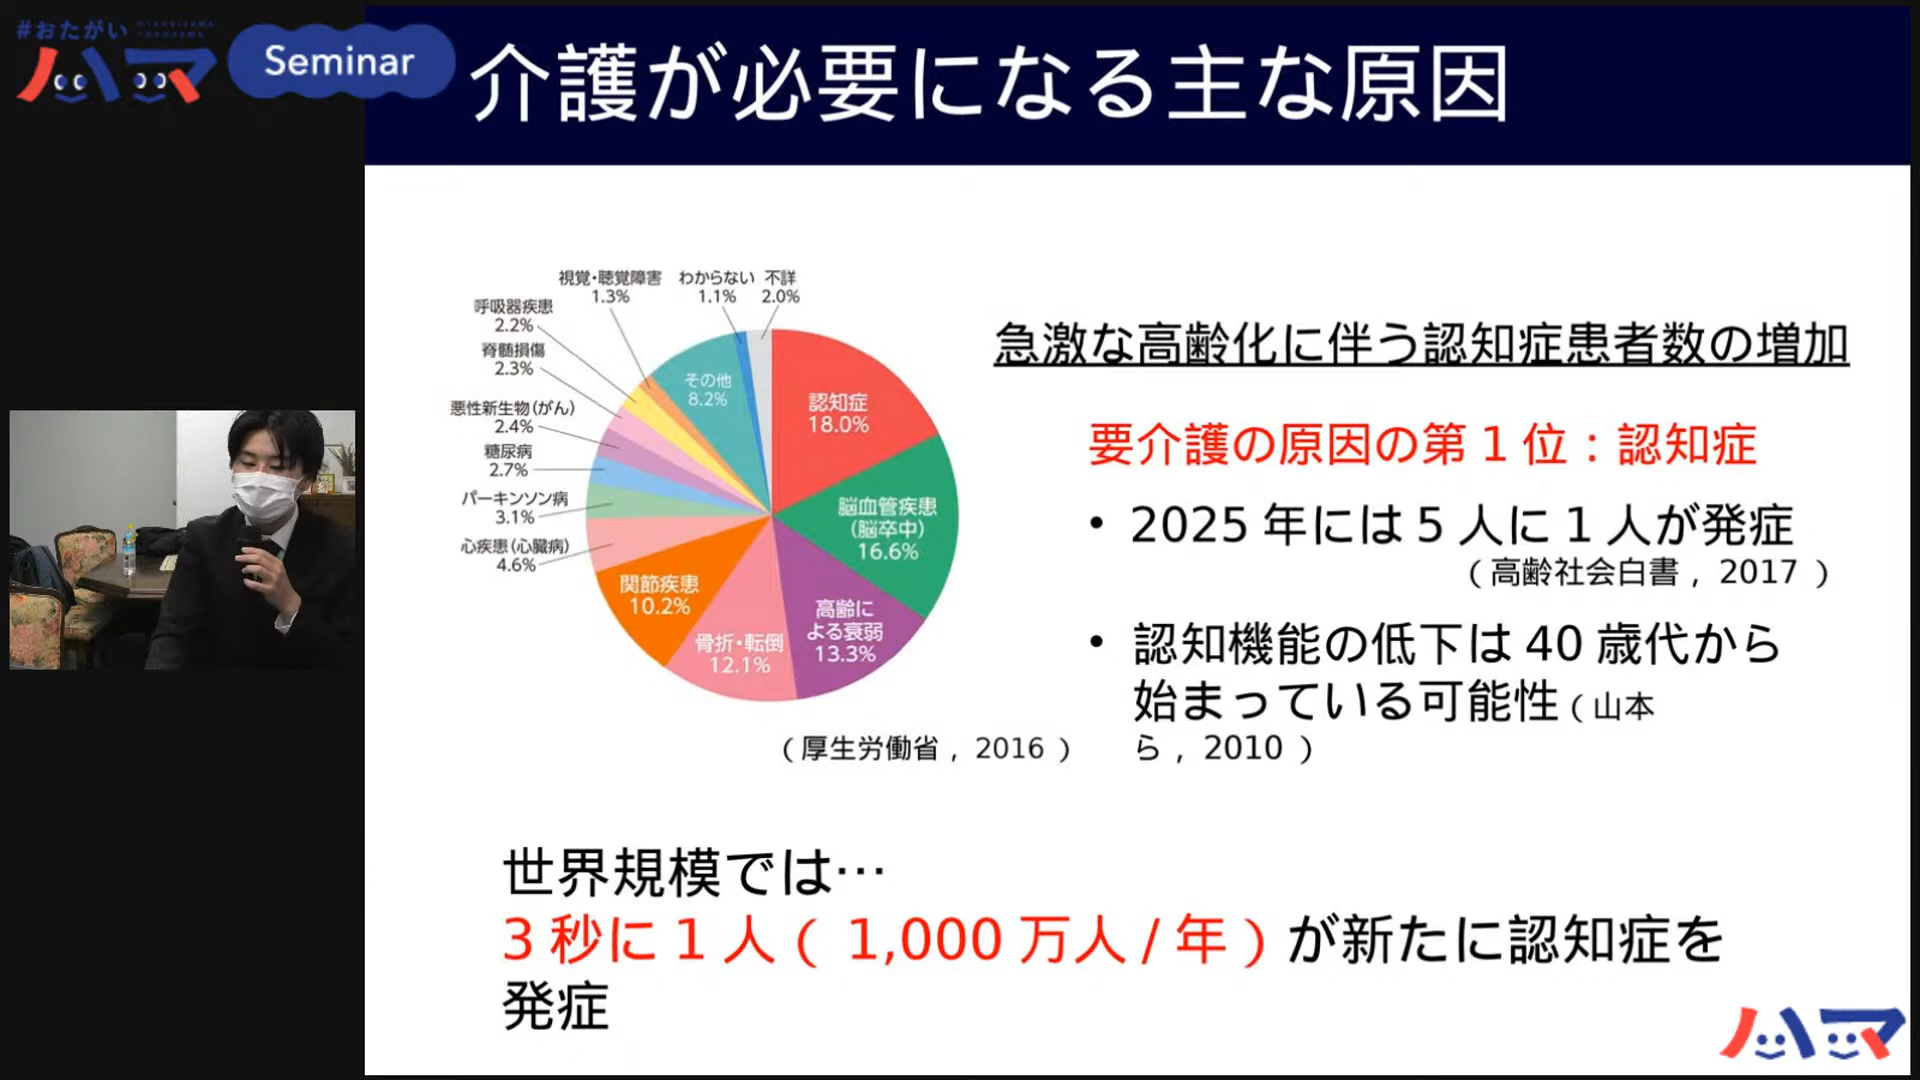 #おたがい
ハマ
Seminar
介護が必要になる主な原因
視覚・聴覚障害
1.3%
わからない
1.1%
不詳
2.0%
呼吸器疾患
2.2%
脊髄損傷
2.3%
悪性新生物(がん)
2.4%
糖尿病
2.7%
パーキンソン病
3.1%
心疾患(心臓病)
4.6%
その他
8.2%
認知症
18.0%
脳血管疾患
(脳卒中)
16.6%
高齢に
よる衰弱
13.3%
骨折・転倒
12.1%
関節疾患
10.2%
(厚生労働省, 2016 )
急激な高齢化に伴う認知症患者数の増加
要介護の原因の第 1 位：認知症
• 2025 年には 5 人に 1 人が発症
(高齢社会白書, 2017 )
• 認知機能の低下は 40 歳代から
始まっている可能性(山本
ら, 2010 )
世界規模では…
3 秒に 1 人( 1,000 万人 / 年)が新たに認知症を
発症
ハマ